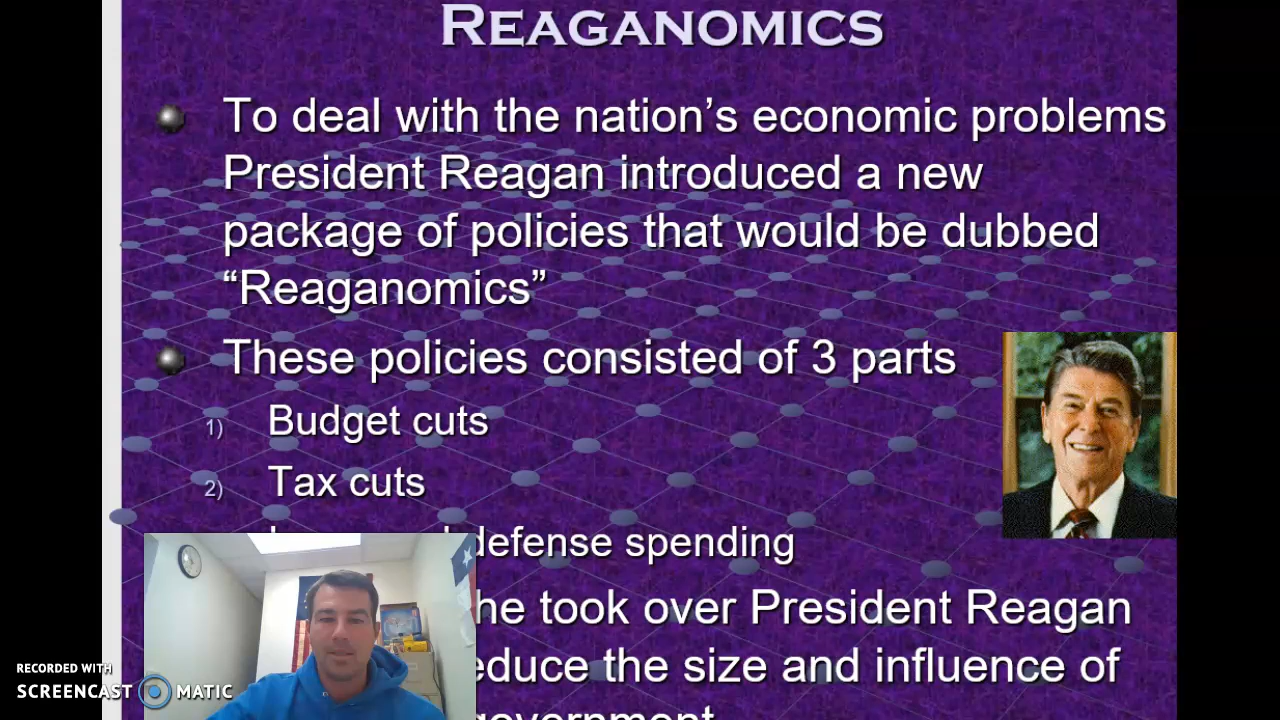 REAGANOMICS
To deal with the nation's economic problems
President Reagan introduced a new
package of policies that would be dubbed
“Reaganomics”
These policies consisted of 3 parts
1) Budget cuts
2) Tax cuts
defense spending
he took over President Reagan
educe the size and influence of
government
RECORDED WITH
SCREENCAST MATIC